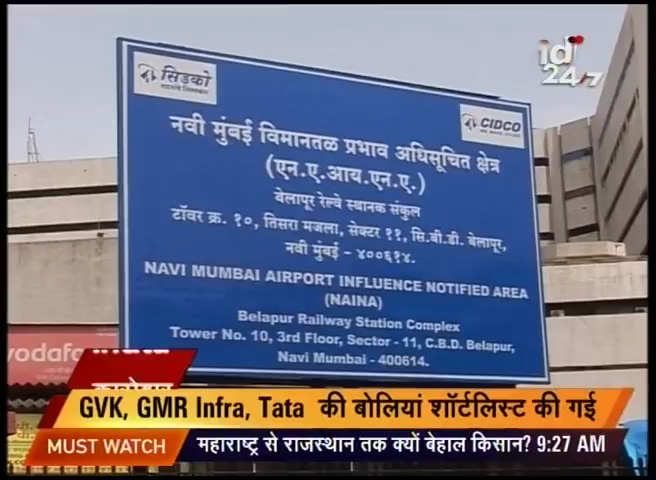 id
24x7
सिडको
CIDCO
नवी मुंबई विमानतळ प्रभाव अधिसूचित क्षेत्र
(एन.ए.आय.एन.ए.)
बेलापूर रेल्वे स्थानक संकुल
टॉवर क्र. १०, तिसरा मजला, सेक्टर ११, सि.बी.डी. बेलापूर,
नवी मुंबई - ४००६१४.
NAVI MUMBAI AIRPORT INFLUENCE NOTIFIED AREA
(NAINA)
Belapur Railway Station Complex
Tower No. 10, 3rd Floor, Sector - 11, C.B.D. Belapur,
Navi Mumbai - 400614.
vodafo
GVK, GMR Infra, Tata की बोलियां शॉर्टलिस्ट की गई
MUST WATCH महाराष्ट्र से राजस्थान तक क्यों बेहाल किसान? 9:27 AM